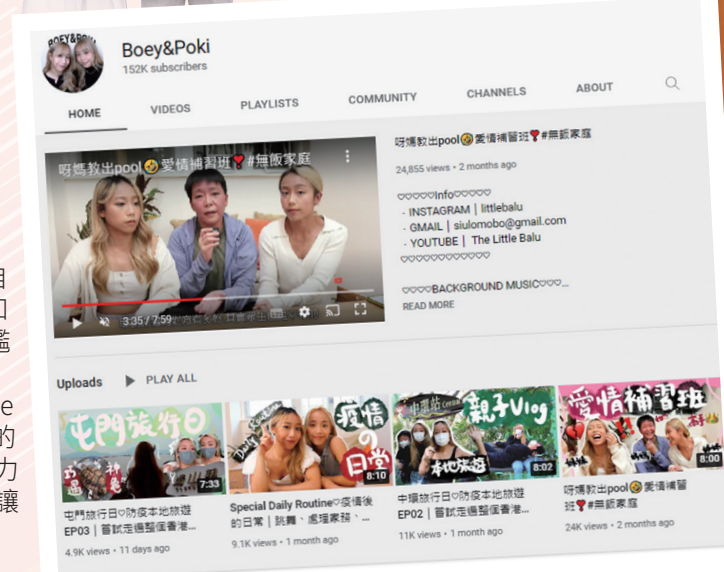 BOEY&POKI
Boey&Poki
152K subscribers
HOME VIDEOS PLAYLISTS COMMUNITY CHANNELS ABOUT
呀媽教出pool🤣愛情補習班❣️#無飯家庭
3:35 / 7:59
呀媽教出pool🤣愛情補習班❣️#無飯家庭
24,855 views • 2 months ago
♡♡♡♡♡Info♡♡♡♡♡
· INSTAGRAM | littlebalu
· GMAIL | siulomobo@gmail.com
· YOUTUBE | The Little Balu
♡♡♡♡♡♡♡♡♡♡♡♡
♡♡♡♡BACKGROUND MUSIC♡♡♡...
READ MORE
Uploads ▶ PLAY ALL
屯門旅行日
7:33
屯門旅行日♡防疫本地旅遊
EP03 | 嘗試走遍整個香港...
4.9K views • 11 days ago
Daily Routine
疫情
の
日常
8:10
Special Daily Routine♡疫情後
的日常 | 跳舞、處理家務、...
9.1K views • 1 month ago
中環站 Central
親子Vlog
本地旅遊
8:02
中環旅行日♡防疫本地旅遊
EP02 | 嘗試走遍整個香港...
11K views • 1 month ago
愛情補習班
8:00
呀媽教出pool🤣愛情補習
班❣️#無飯家庭
24K views • 2 months ago
e
的
力
讓